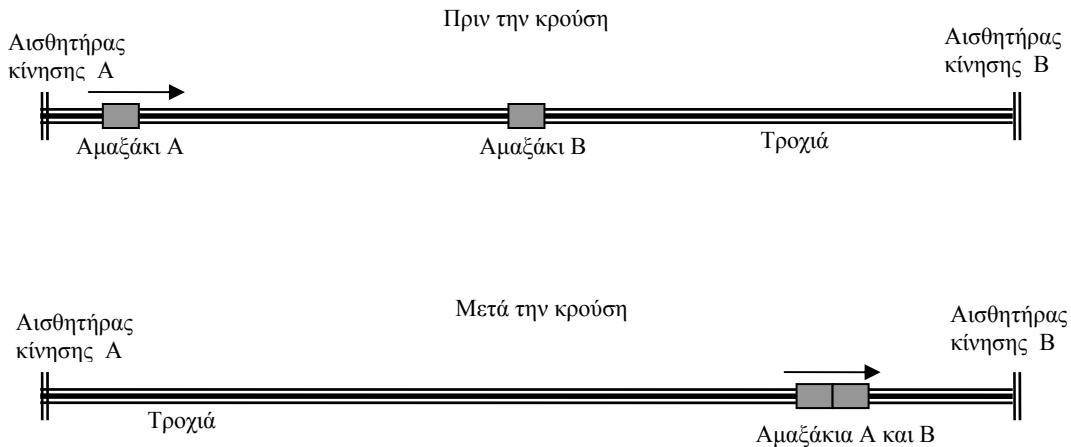 Πριν την κρούση
Αισθητήρας
κίνησης Α
Αισθητήρας
κίνησης Β
Αμαξάκι Α
Αμαξάκι Β
Τροχιά
Μετά την κρούση
Αισθητήρας
κίνησης Α
Αισθητήρας
κίνησης Β
Τροχιά
Αμαξάκια Α και Β